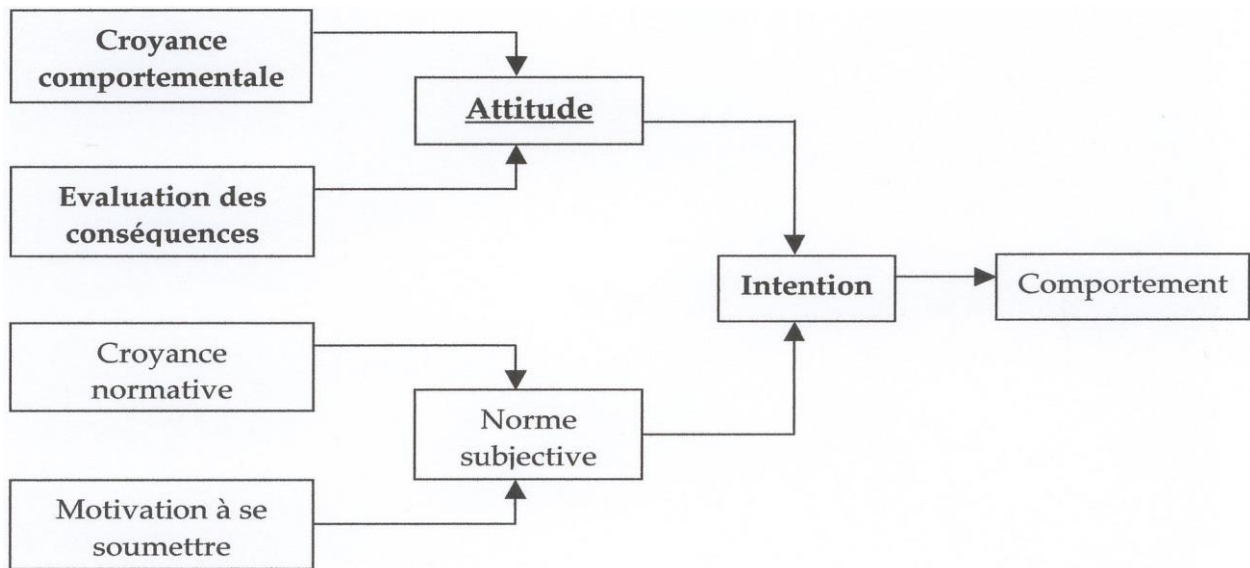 Croyance
comportementale
Attitude
Evaluation des
conséquences
Intention
Comportement
Croyance
normative
Norme
subjective
Motivation à se
soumettre